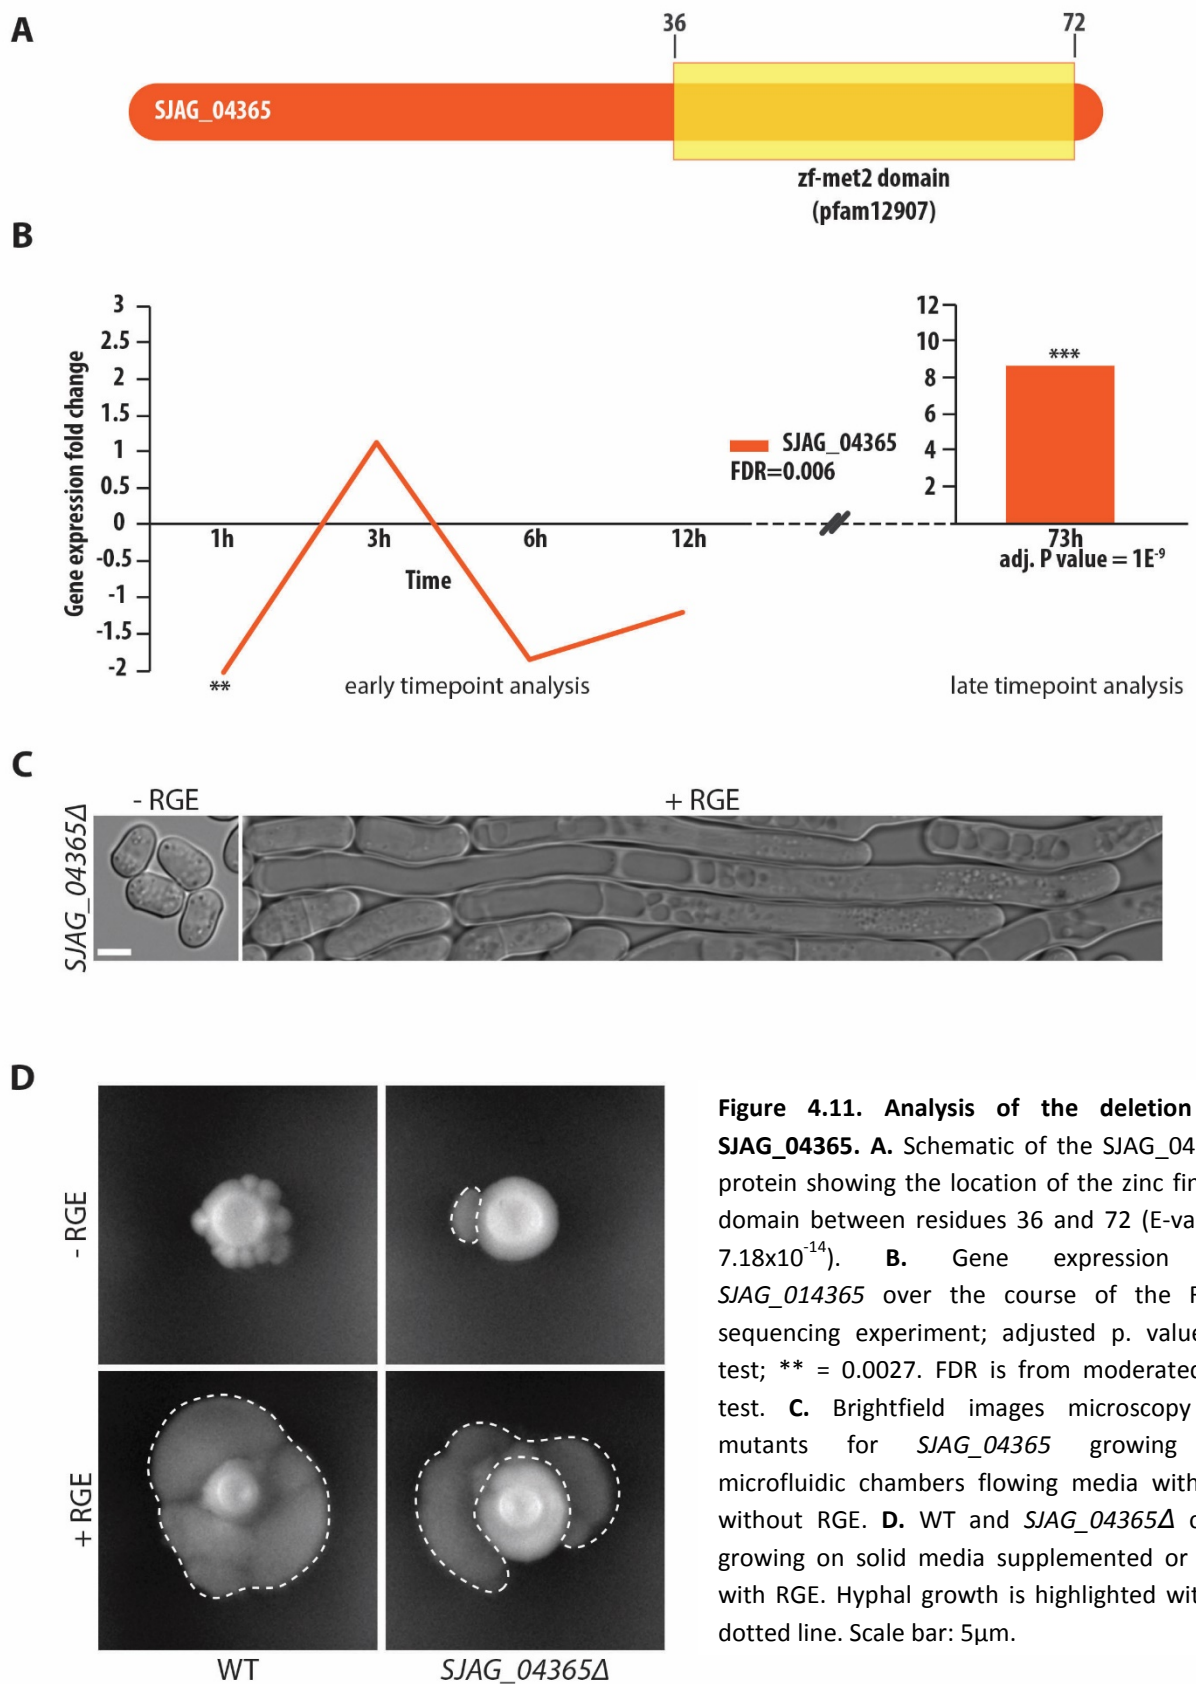 A
36
72
SJAG_04365
zf-met2 domain
(pfam12907)
B
Gene expression fold change
3
2.5
2
1.5
1
0.5
0
-0.5
-1
-1.5
-2
1h
3h
6h
12h
Time
**
early timepoint analysis
SJAG_04365
FDR=0.006
12
10
8
6
4
2
***
73h
adj. P value = 1E⁻⁹
late timepoint analysis
C
- RGE
+ RGE
SJAG_04365Δ
D
- RGE
+ RGE
WT
SJAG_04365Δ
Figure 4.11. Analysis of the deletion
SJAG_04365. A. Schematic of the SJAG_04
protein showing the location of the zinc fin
domain between residues 36 and 72 (E-va
7.18x10⁻¹⁴). B. Gene expression
SJAG_014365 over the course of the
sequencing experiment; adjusted p. value
test; ** = 0.0027. FDR is from moderated
test. C. Brightfield images microscopy
mutants for SJAG_04365 growing
microfluidic chambers flowing media with
without RGE. D. WT and SJAG_04365Δ
growing on solid media supplemented or
with RGE. Hyphal growth is highlighted wit
dotted line. Scale bar: 5µm.